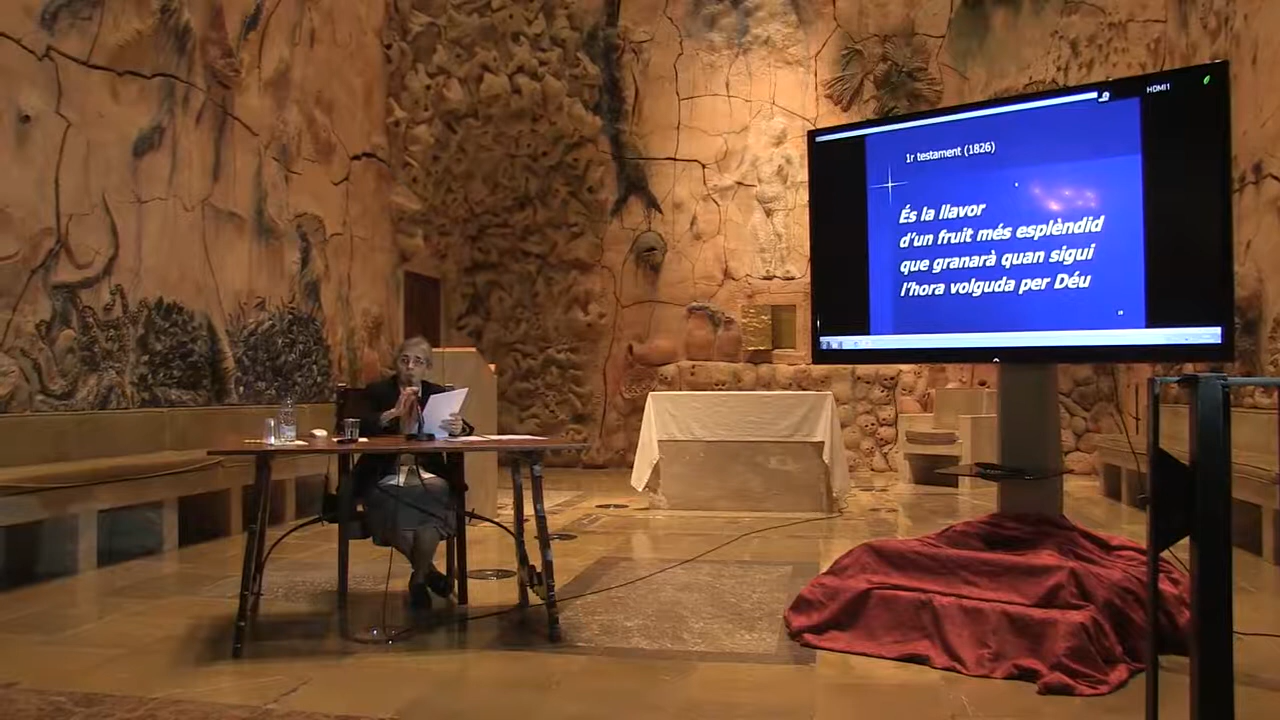 HDMI1
1r testament (1826)
És la llavor
d'un fruit més esplèndid
que granarà quan sigui
l'hora volguda per Déu